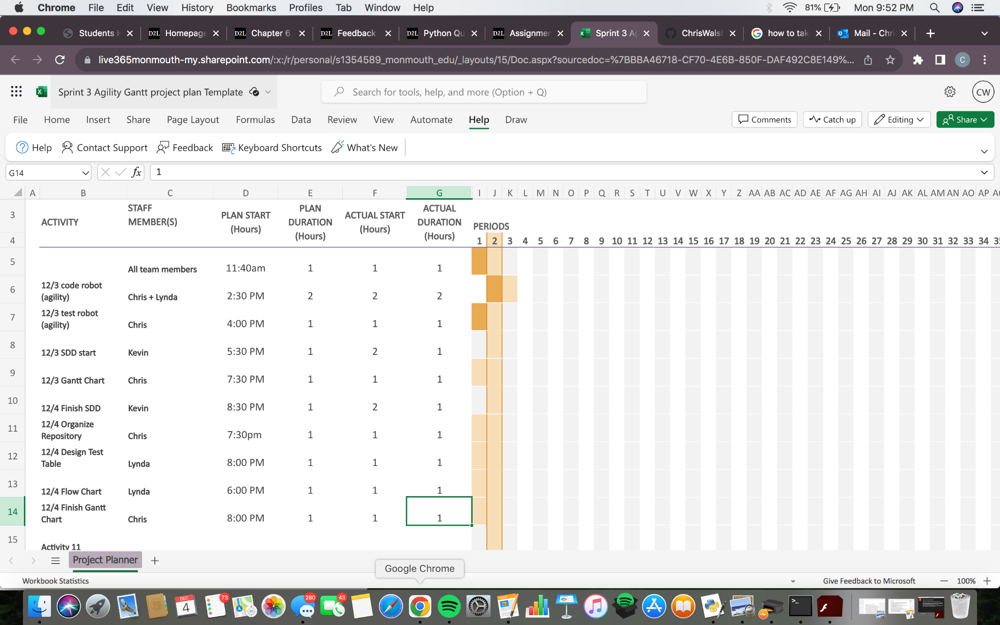 Chrome File Edit View History Bookmarks Profiles Tab Window Help 81% Mon 9:52 PM
Students H D2L Homepage D2L Chapter 6 D2L Feedback D2L Python Qu D2L Assignmen Sprint 3 Ag ChrisWals how to tak Mail - Chri
live365monmouth-my.sharepoint.com/:x:/r/personal/s1354589_monmouth_edu/_layouts/15/Doc.aspx?sourcedoc=%7BBBA46718-CF70-4E6B-850F-DAF492C8E149%... C
Sprint 3 Agility Gantt project plan Template Search for tools, help, and more (Option + Q) CW
File Home Insert Share Page Layout Formulas Data Review View Automate Help Draw Comments Catch up Editing Share
Help Contact Support Feedback Keyboard Shortcuts What's New
G14 fx 1
A B C D E F G I J K L M N O P Q R S T U V W X Y Z AA AB AC AD AE AF AG AH AI AJ AK AL AM AN AO AP
3 ACTIVITY STAFF MEMBER(S) PLAN START (Hours) PLAN DURATION (Hours) ACTUAL START (Hours) ACTUAL DURATION (Hours) PERIODS
4 1 2 3 4 5 6 7 8 9 10 11 12 13 14 15 16 17 18 19 20 21 22 23 24 25 26 27 28 29 30 31 32 33 34 35
5 All team members 11:40am 1 1 1
6 12/3 code robot (agility) Chris + Lynda 2:30 PM 2 2 2
7 12/3 test robot (agility) Chris 4:00 PM 1 1 1
8 12/3 SDD start Kevin 5:30 PM 1 2 1
9 12/3 Gantt Chart Chris 7:30 PM 1 1 1
10 12/4 Finish SDD Kevin 8:30 PM 1 2 1
11 12/4 Organize Repository Chris 7:30pm 1 1 1
12 12/4 Design Test Table Lynda 8:00 PM 1 1 1
13 12/4 Flow Chart Lynda 6:00 PM 1 1 1
14 12/4 Finish Gantt Chart Chris 8:00 PM 1 1 1
15 Activity 11
Project Planner
Google Chrome
Workbook Statistics Give Feedback to Microsoft 100%
DEC 4 73 280 43